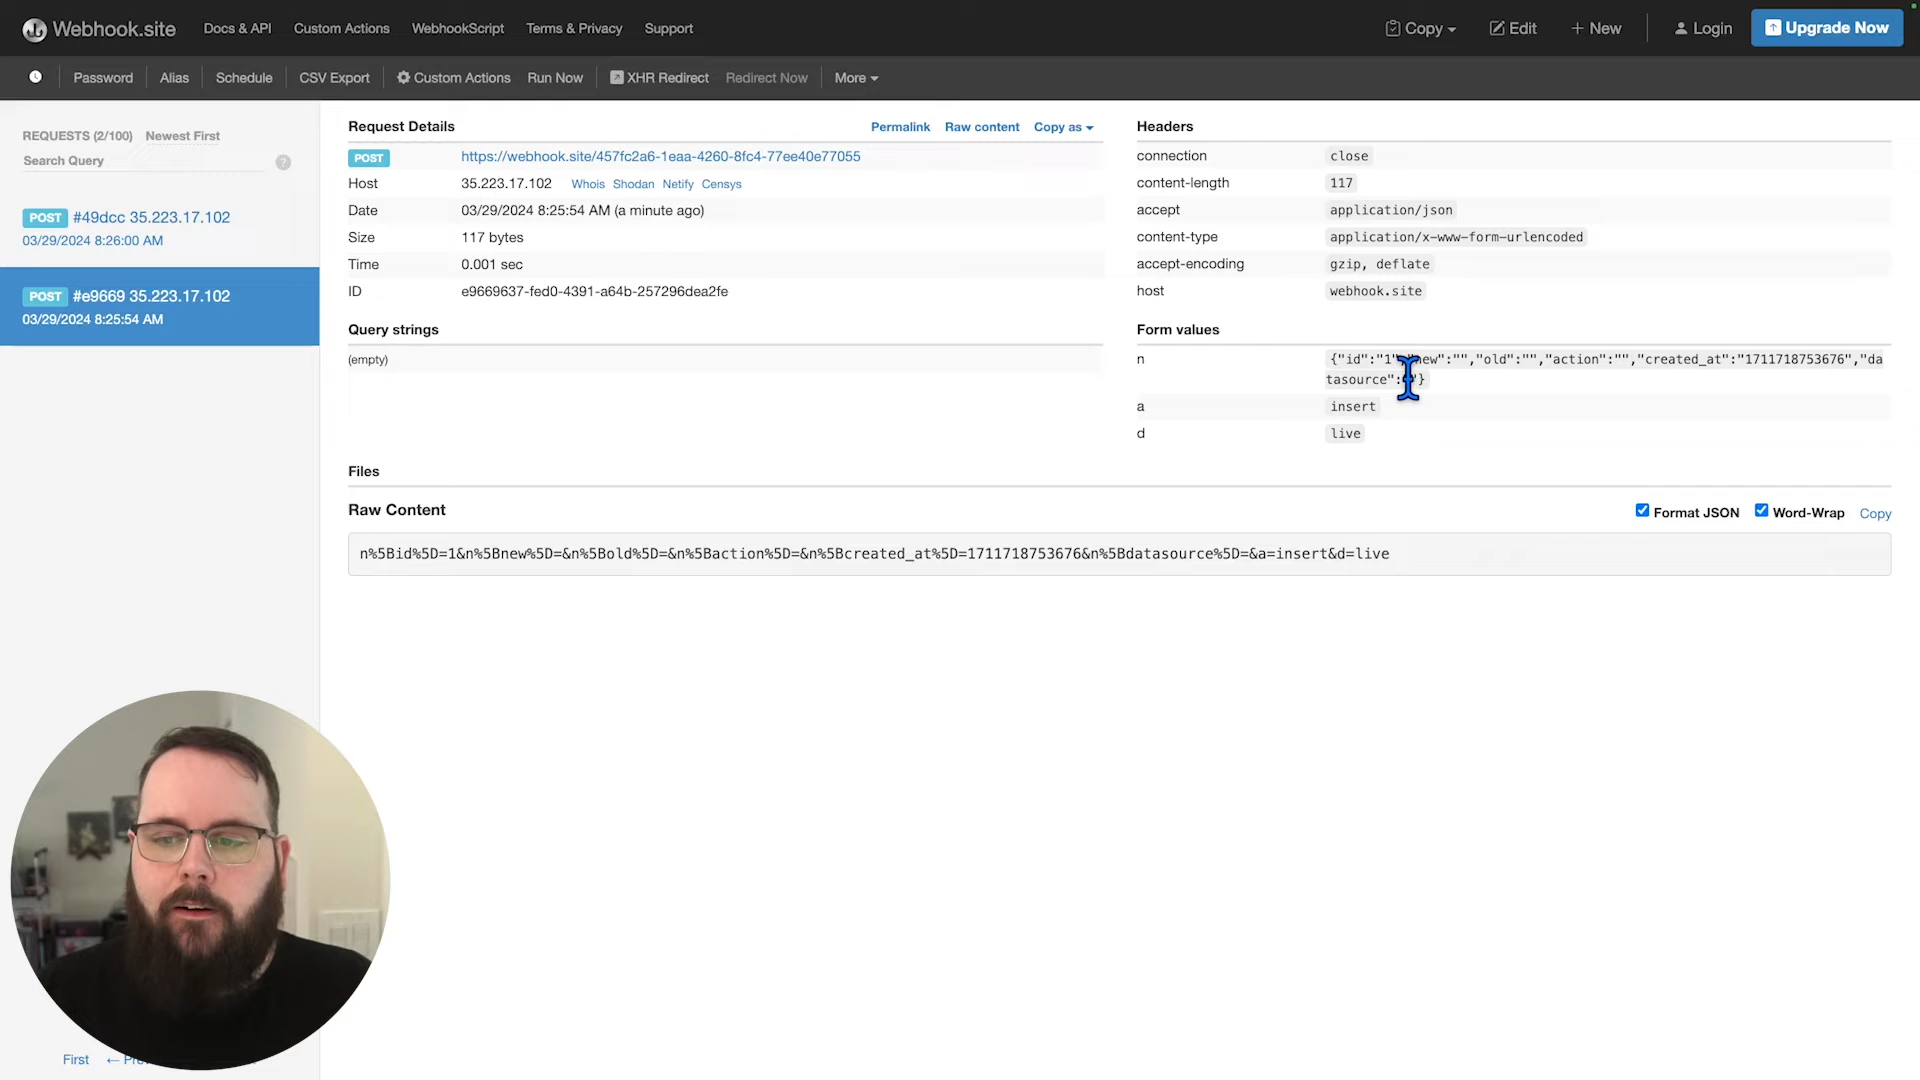 Webhook.site Docs & API Custom Actions WebhookScript Terms & Privacy Support Copy Edit + New Login Upgrade Now
Password Alias Schedule CSV Export Custom Actions Run Now XHR Redirect Redirect Now More
REQUESTS (2/100) Newest First
Search Query ?
POST #49dcc 35.223.17.102
03/29/2024 8:26:00 AM
POST #e9669 35.223.17.102
03/29/2024 8:25:54 AM
First ←
Request Details Permalink Raw content Copy as
POST https://webhook.site/457fc2a6-1eaa-4260-8fc4-77ee40e77055
Host 35.223.17.102 Whois Shodan Netify Censys
Date 03/29/2024 8:25:54 AM (a minute ago)
Size 117 bytes
Time 0.001 sec
ID e9669637-fed0-4391-a64b-257296dea2fe
Query strings
(empty)
Headers
connection close
content-length 117
accept application/json
content-type application/x-www-form-urlencoded
accept-encoding gzip, deflate
host webhook.site
Form values
n {"id":"1","new":"","old":"","action":"","created_at":"1711718753676","da
tasource":""}
a insert
d live
Files
Raw Content Format JSON Word-Wrap Copy
n%5Bid%5D=1&n%5Bnew%5D=&n%5Bold%5D=&n%5Baction%5D=&n%5Bcreated_at%5D=1711718753676&n%5Bdatasource%5D=&a=insert&d=live